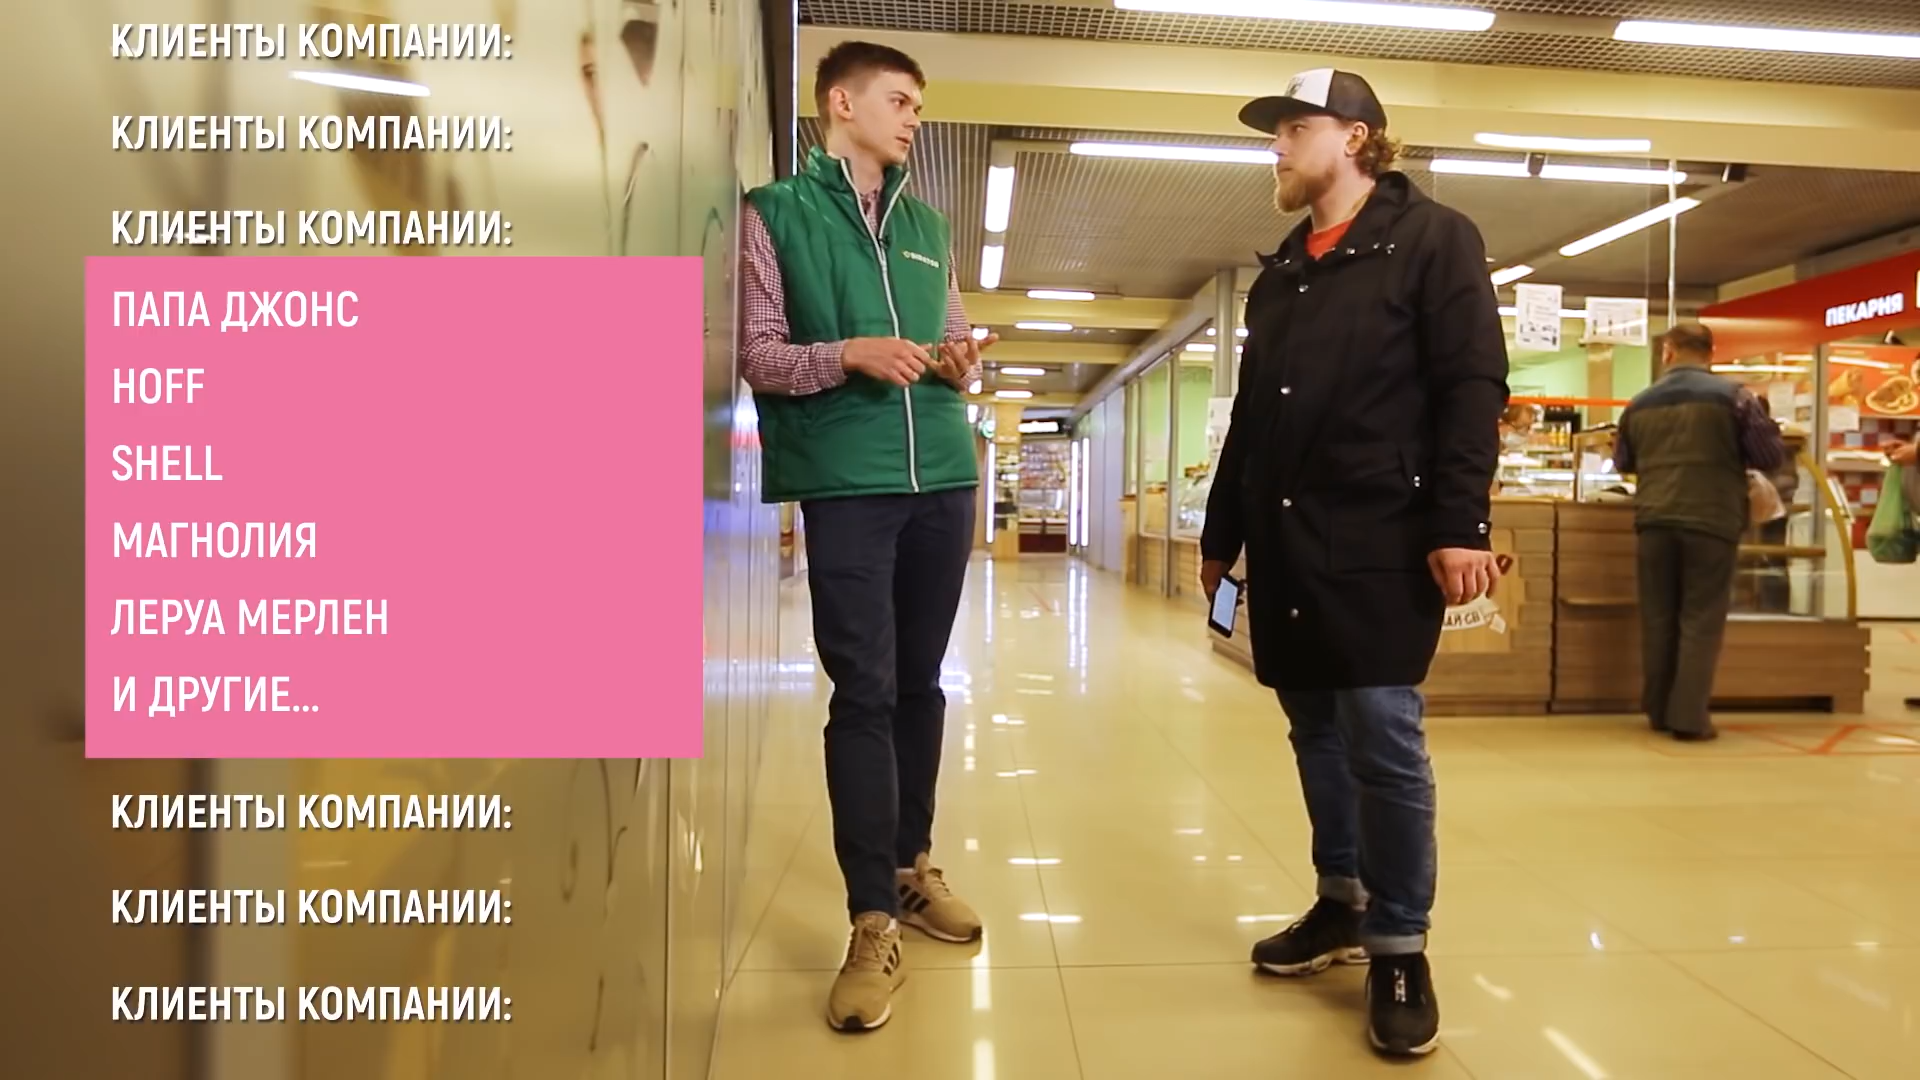 КЛИЕНТЫ КОМПАНИИ:
КЛИЕНТЫ КОМПАНИИ:
КЛИЕНТЫ КОМПАНИИ:
ПАПА ДЖОНС
HOFF
SHELL
МАГНОЛИЯ
ЛЕРУА МЕРЛЕН
И ДРУГИЕ...
КЛИЕНТЫ КОМПАНИИ:
КЛИЕНТЫ КОМПАНИИ:
КЛИЕНТЫ КОМПАНИИ:
ПЕКАРНЯ